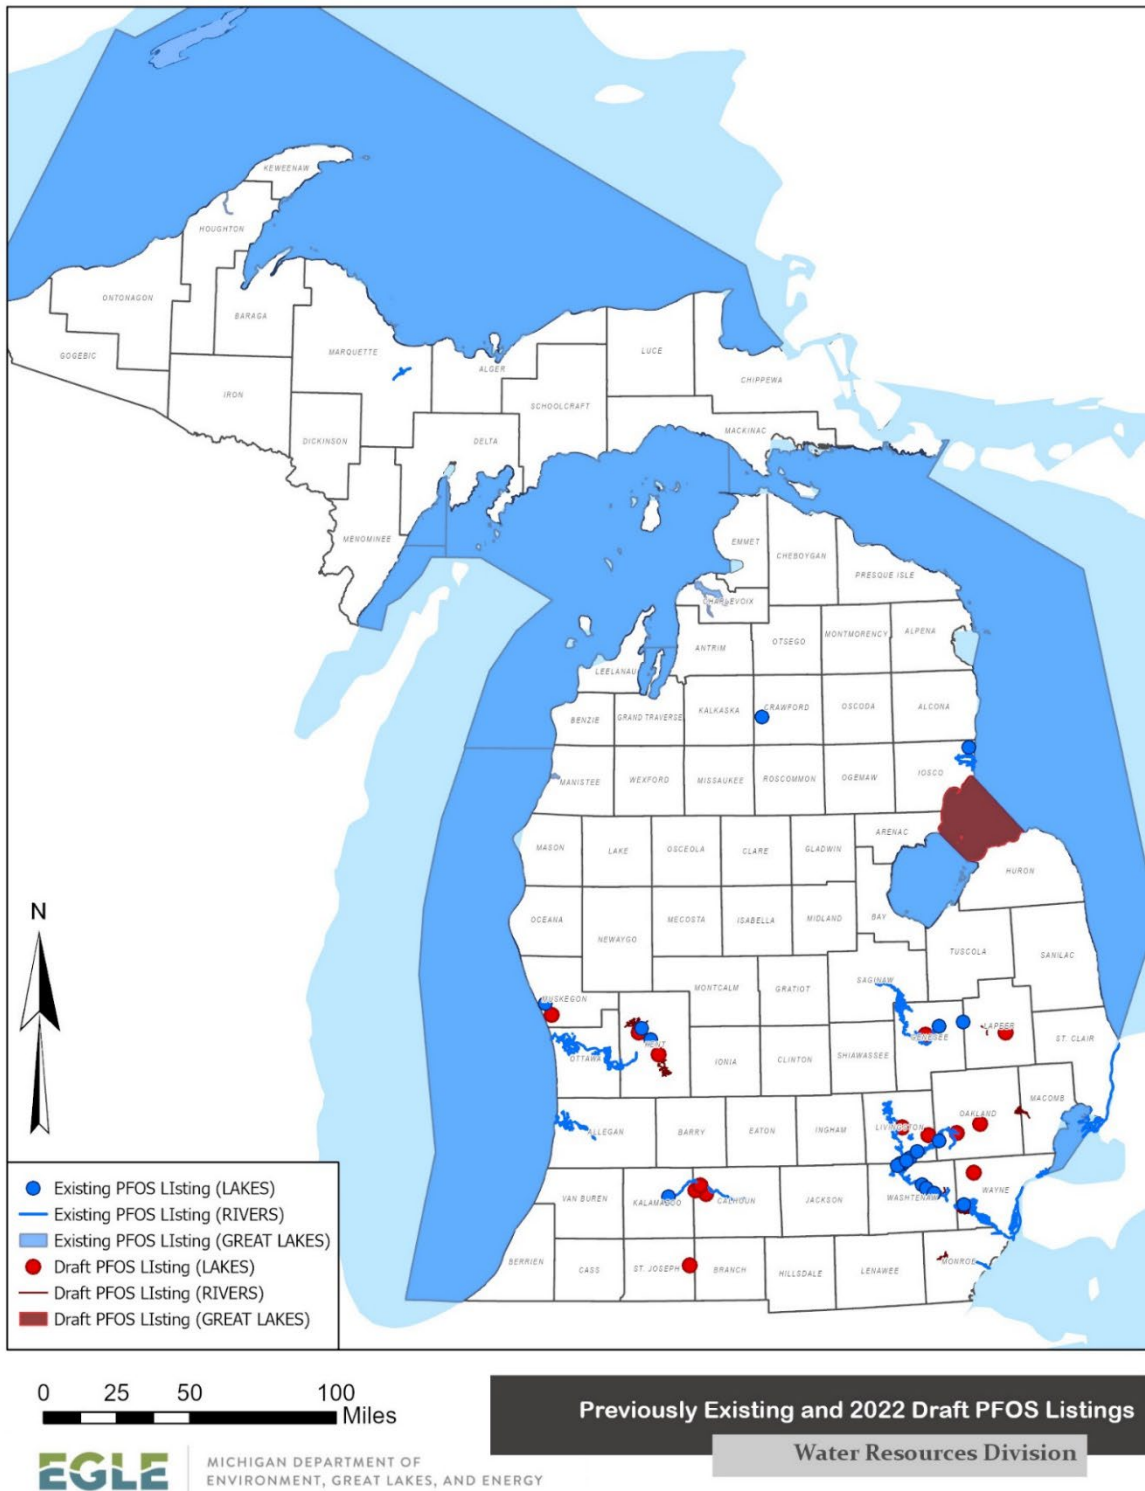 KEWEENAW
HOUGHTON
ONTONAGON
BARAGA
GOGEBIC
MARQUETTE
LUCE
ALGER
CHIPPEWA
IRON
SCHOOLCRAFT
MACKINAC
DICKINSON
DELTA
MENOMINEE
EMMET
CHEBOYGAN
PRESQUE ISLE
CHARLEVOIX
OTSEGO
MONTMORENCY
ALPENA
ANTRIM
LEELANAU
KALKASKA
CRAWFORD
OSCODA
ALCONA
BENZIE
GRAND TRAVERSE
MANISTEE
WEXFORD
MISSAUKEE
ROSCOMMON
OGEMAW
IOSCO
ARENAC
MASON
LAKE
OSCEOLA
CLARE
GLADWIN
HURON
OCEANA
NEWAYGO
MECOSTA
ISABELLA
MIDLAND
BAY
TUSCOLA
SANILAC
SAGINAW
MUSKEGON
MONTCALM
GRATIOT
LAPEER
GENESEE
ST. CLAIR
KENT
OTTAWA
IONIA
CLINTON
SHIAWASSEE
MACOMB
OAKLAND
LIVINGSTON
ALLEGAN
BARRY
EATON
INGHAM
VAN BUREN
KALAMAZOO
CALHOUN
JACKSON
WASHTENAW
WAYNE
BERRIEN
CASS
ST. JOSEPH
BRANCH
HILLSDALE
LENAWEE
MONROE
N
Existing PFOS LIsting (LAKES)
Existing PFOS LIsting (RIVERS)
Existing PFOS LIsting (GREAT LAKES)
Draft PFOS LIsting (LAKES)
Draft PFOS LIsting (RIVERS)
Draft PFOS LIsting (GREAT LAKES)
0 25 50 100
Miles
Previously Existing and 2022 Draft PFOS Listings
Water Resources Division
EGLE
MICHIGAN DEPARTMENT OF
ENVIRONMENT, GREAT LAKES, AND ENERGY